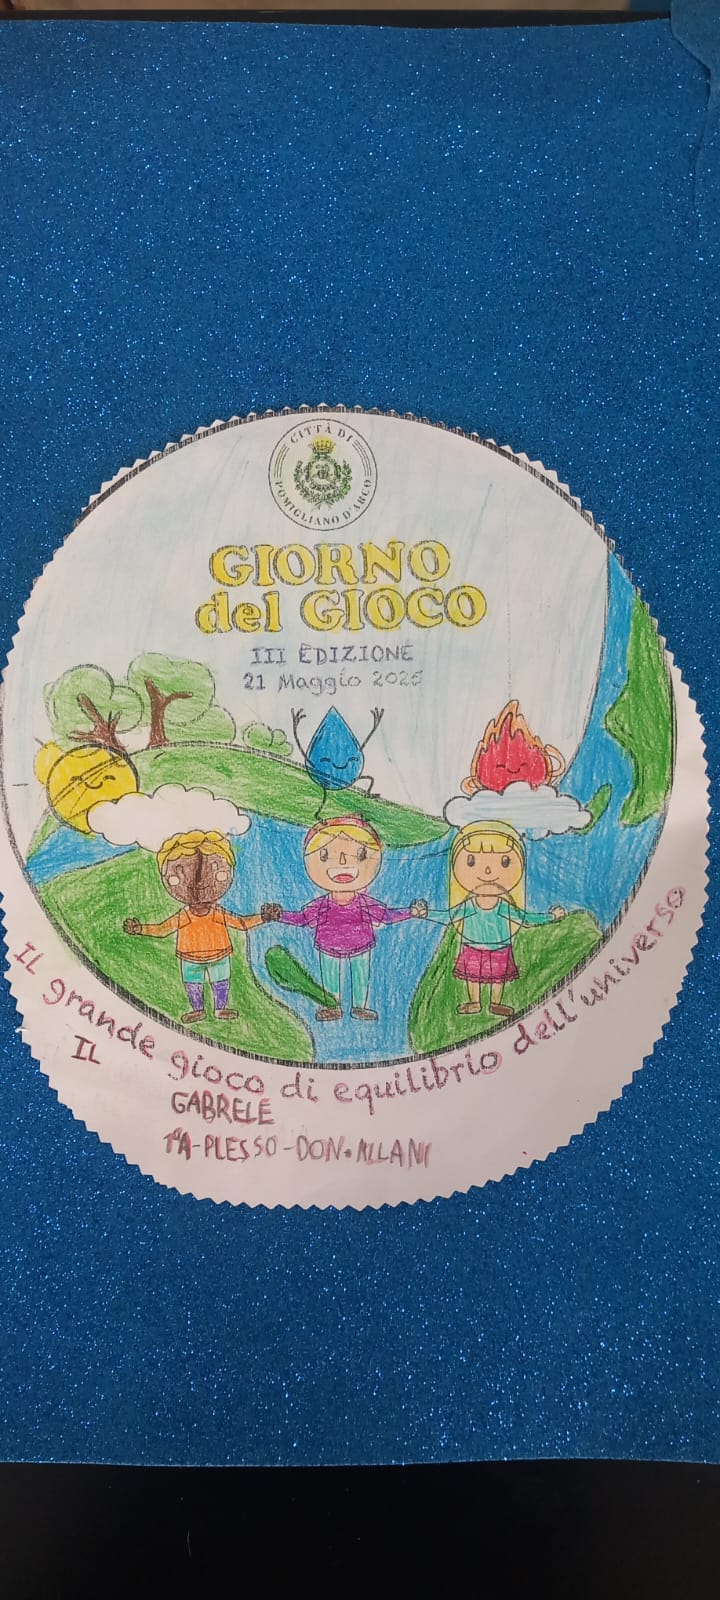 CITTÀ DI
POMIGLIANO D'ARCO
GIORNO
del GIOCO
III EDIZIONE
21 Maggio 2025
IL grande gioco di equilibrio dell'universo
IL
GABRELE
1ªA-PLESSO-DON.